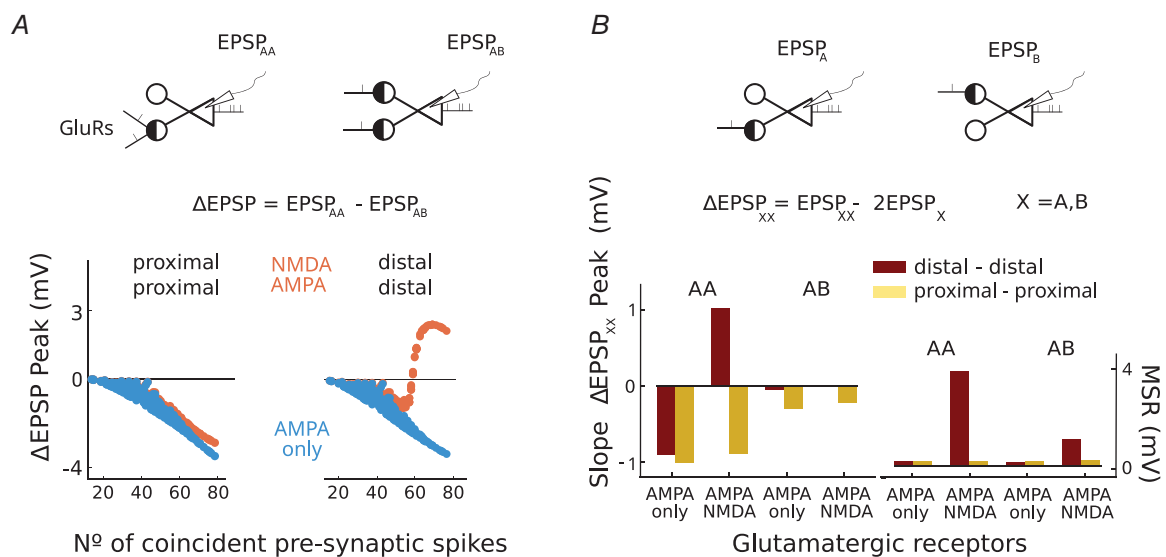 A
EPSP_AA
EPSP_AB
GluRs
ΔEPSP = EPSP_AA - EPSP_AB
proximal
proximal
NMDA
AMPA
distal
distal
ΔEPSP Peak (mV)
3
0
-4
AMPA
only
20 40 60 80
20 40 60 80
Nº of coincident pre-synaptic spikes
B
EPSP_A
EPSP_B
ΔEPSP_XX = EPSP_XX - 2EPSP_X
X =A,B
distal - distal
proximal - proximal
Slope ΔEPSP_XX Peak (mV)
1
0
-1
AA
AB
AA
AB
4
0
MSR (mV)
AMPA only
AMPA NMDA
AMPA only
AMPA NMDA
AMPA only
AMPA NMDA
AMPA only
AMPA NMDA
Glutamatergic receptors